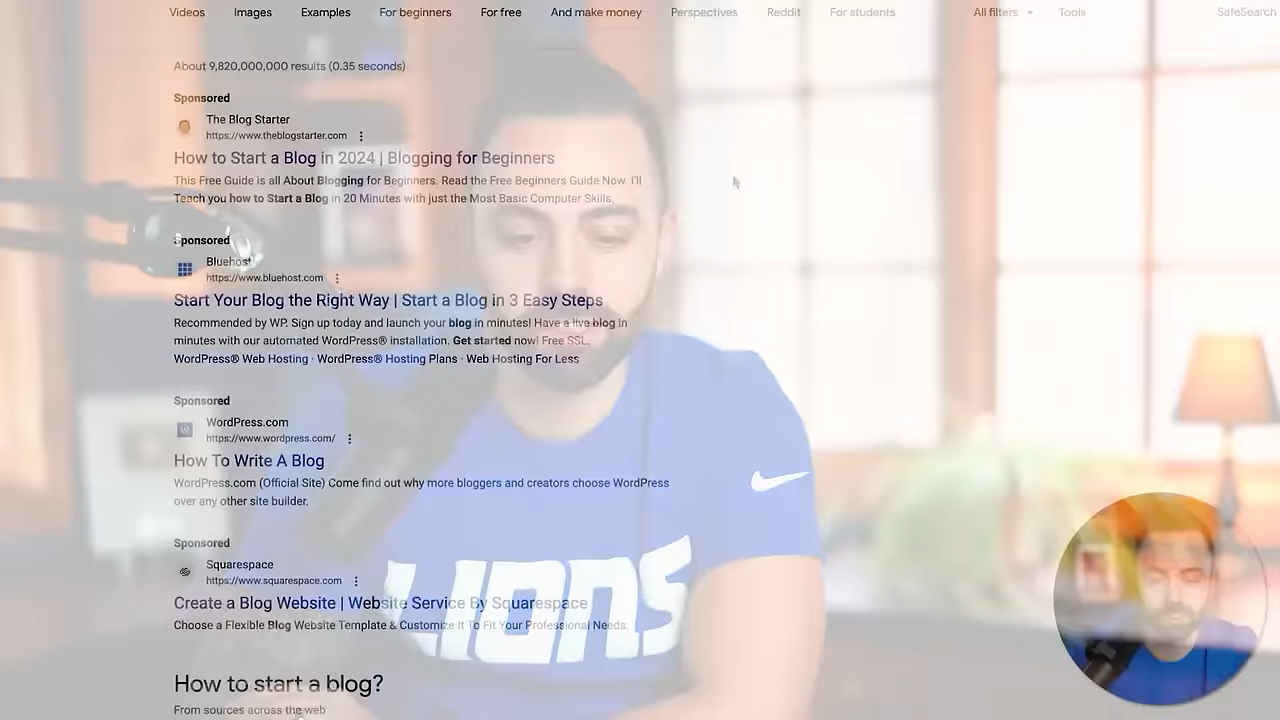 Videos Images Examples For beginners For free And make money Perspectives Reddit For students All filters Tools SafeSearch
About 9,820,000,000 results (0.35 seconds)
Sponsored
The Blog Starter
https://www.theblogstarter.com
How to Start a Blog in 2024 | Blogging for Beginners
This Free Guide is all About Blogging for Beginners. Read the Free Beginners Guide Now. I'll
Teach you how to Start a Blog in 20 Minutes with just the Most Basic Computer Skills.
Sponsored
Bluehost
https://www.bluehost.com
Start Your Blog the Right Way | Start a Blog in 3 Easy Steps
Recommended by WP. Sign up today and launch your blog in minutes! Have a live blog in
minutes with our automated WordPress® installation. Get started now! Free SSL.
WordPress® Web Hosting · WordPress® Hosting Plans · Web Hosting For Less
Sponsored
WordPress.com
https://www.wordpress.com/
How To Write A Blog
WordPress.com (Official Site) Come find out why more bloggers and creators choose WordPress
over any other site builder.
Sponsored
Squarespace
https://www.squarespace.com
Create a Blog Website | Website Service By Squarespace
Choose a Flexible Blog Website Template & Customize It To Fit Your Professional Needs.
LIONS
How to start a blog?
From sources across the web